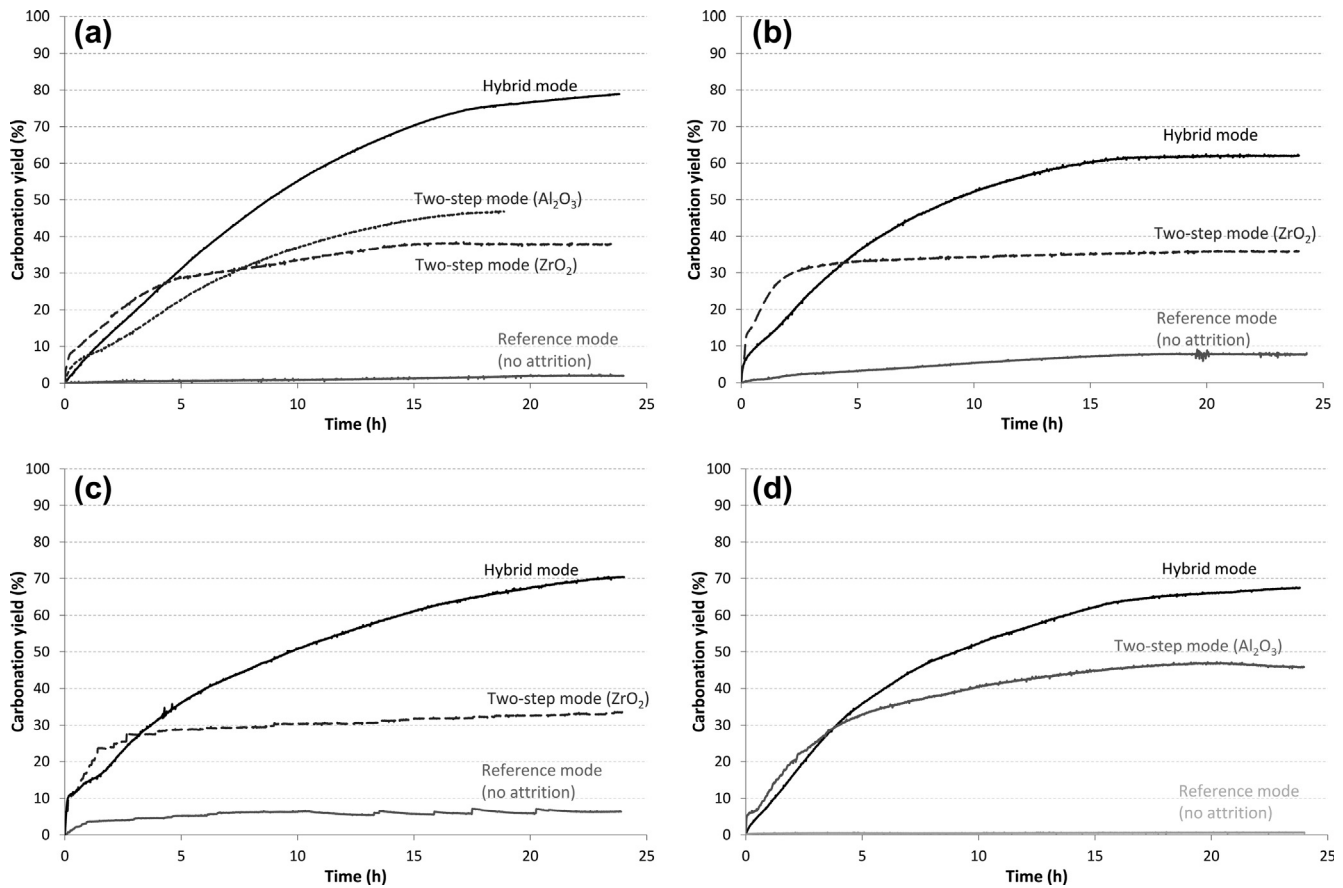 (a)
Carbonation yield (%)
100
90
80
70
60
50
40
30
20
10
0
Hybrid mode
Two-step mode (Al₂O₃)
Two-step mode (ZrO₂)
Reference mode
(no attrition)
0 5 10 15 20 25
Time (h)
(b)
Carbonation yield (%)
100
90
80
70
60
50
40
30
20
10
0
Hybrid mode
Two-step mode (ZrO₂)
Reference mode
(no attrition)
0 5 10 15 20 25
Time (h)
(c)
Carbonation yield (%)
100
90
80
70
60
50
40
30
20
10
0
Hybrid mode
Two-step mode (ZrO₂)
Reference mode
(no attrition)
0 5 10 15 20 25
Time (h)
(d)
Carbonation yield (%)
100
90
80
70
60
50
40
30
20
10
0
Hybrid mode
Two-step mode (Al₂O₃)
Reference mode
(no attrition)
0 5 10 15 20 25
Time (h)